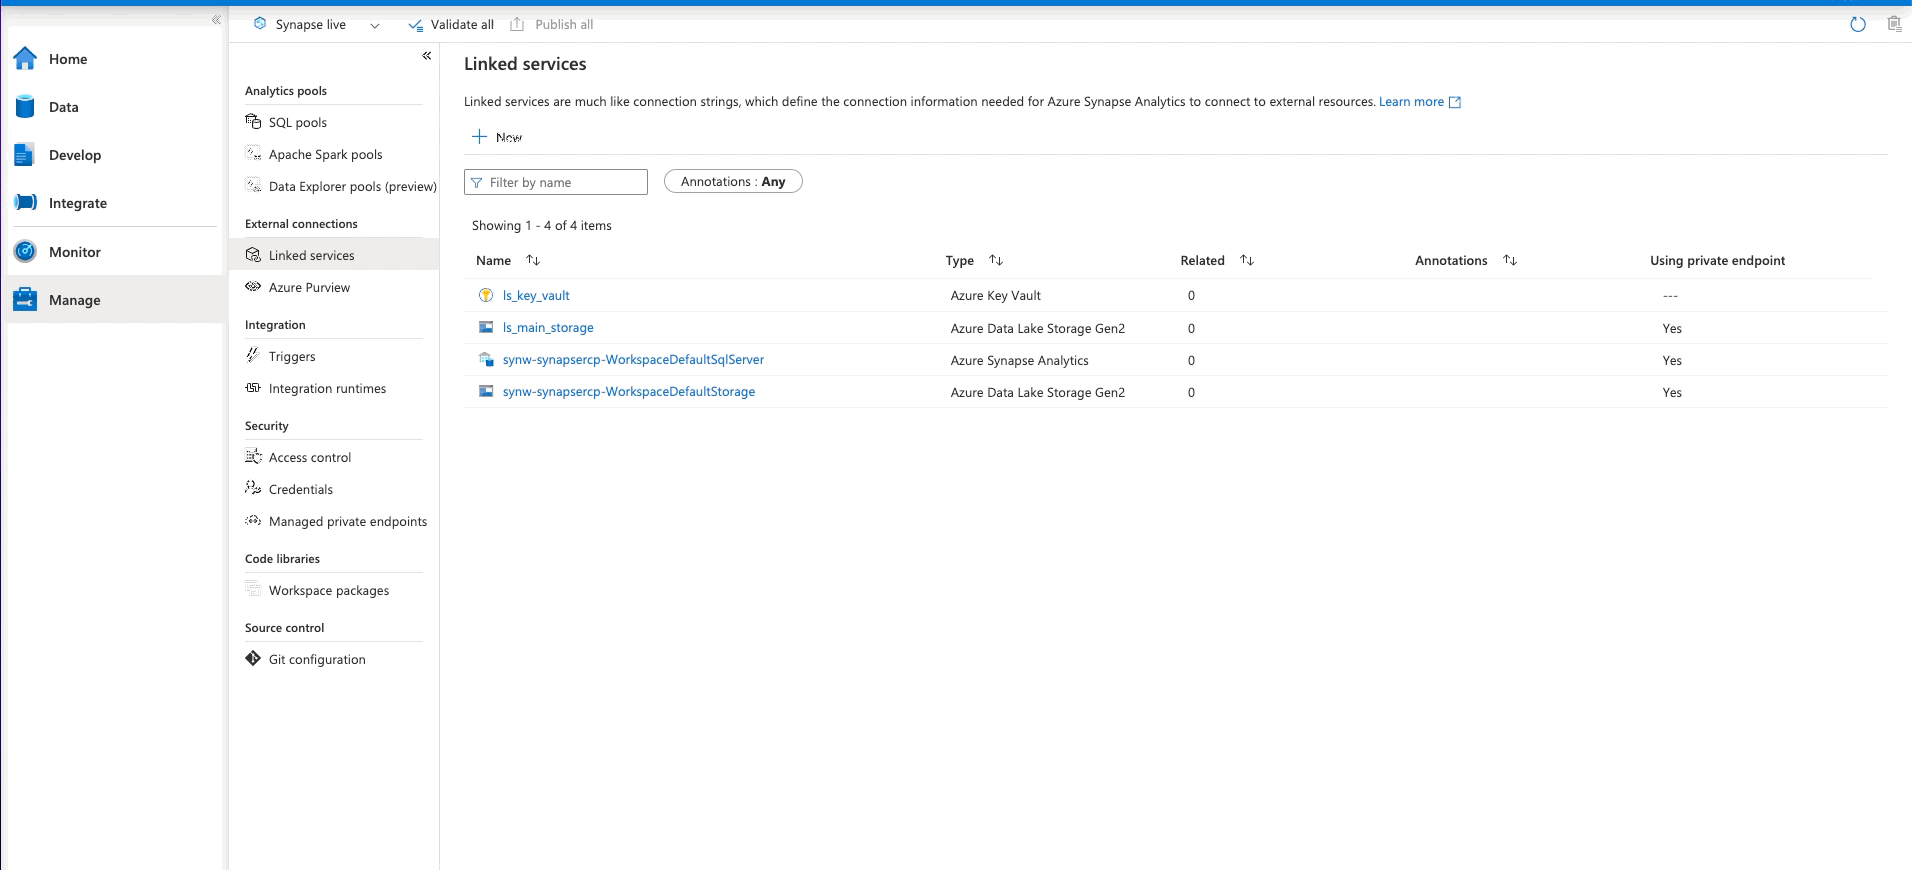 Synapse live
Validate all
Publish all
Home
Data
Develop
Integrate
Monitor
Manage
Analytics pools
SQL pools
Apache Spark pools
Data Explorer pools (preview)
External connections
Linked services
Azure Purview
Integration
Triggers
Integration runtimes
Security
Access control
Credentials
Managed private endpoints
Code libraries
Workspace packages
Source control
Git configuration
Linked services
Linked services are much like connection strings, which define the connection information needed for Azure Synapse Analytics to connect to external resources. Learn more
New
Filter by name
Annotations : Any
Showing 1 - 4 of 4 items
Name Type Related Annotations Using private endpoint
ls_key_vault Azure Key Vault 0 ---
ls_main_storage Azure Data Lake Storage Gen2 0 Yes
synw-synapsercp-WorkspaceDefaultSqlServer Azure Synapse Analytics 0 Yes
synw-synapsercp-WorkspaceDefaultStorage Azure Data Lake Storage Gen2 0 Yes